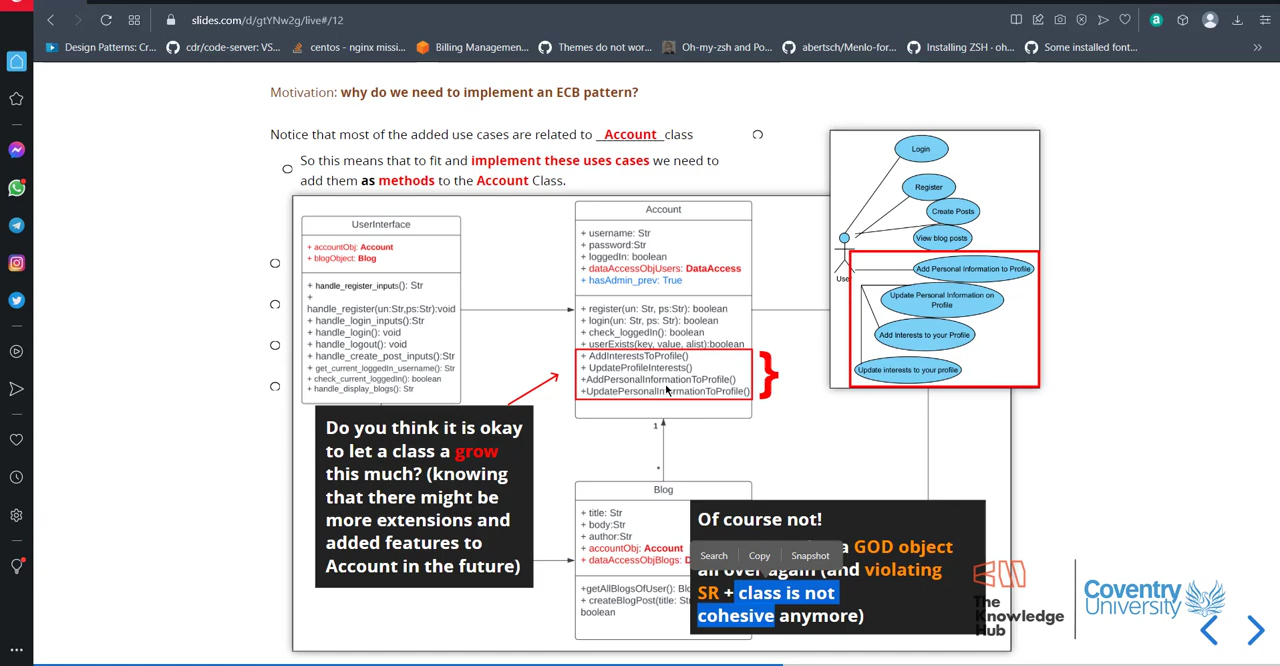 slides.com/d/gtYNw2g/live#/12
Design Patterns: Cr...
cdr/code-server: VS...
centos - nginx missi...
Billing Managemen...
Themes do not wor...
Oh-my-zsh and Po...
abertsch/Menlo-for...
Installing ZSH · oh...
Some installed font...
Motivation: why do we need to implement an ECB pattern?
Notice that most of the added use cases are related to _Account_class
So this means that to fit and implement these uses cases we need to
add them as methods to the Account Class.
UserInterface
+ accountObj: Account
+ blogObject: Blog
+ handle_register_inputs(): Str
+
handle_register(un:Str,ps:Str):void
+ handle_login_inputs():Str
+ handle_login(): void
+ handle_logout(): void
+ handle_create_post_inputs():Str
+ get_current_loggedIn_username(): Str
+ check_current_loggedIn(): boolean
+ handle_display_blogs(): Str
Account
+ username: Str
+ password:Str
+ loggedIn: boolean
+ dataAccessObjUsers: DataAccess
+ hasAdmin_prev: True
+ register(un: Str, ps:Str): boolean
+ login(un: Str, ps: Str): boolean
+ check_loggedIn(): boolean
+ userExists(key, value, alist):boolean
+ AddInterestsToProfile()
+ UpdateProfileInterests()
+AddPersonalInformationToProfile()
+UpdatePersonalInformationToProfile()
}
1
*
Login
Register
Create Posts
View blog posts
User
Add Personal Information to Profile
Update Personal Information on
Profile
Add Interests to your Profile
Update interests to your profile
Do you think it is okay
to let a class a grow
this much? (knowing
that there might be
more extensions and
added features to
Account in the future)
Blog
+ title: Str
+ body:Str
+ author:Str
+ accountObj: Account
+ dataAccessObjBlogs: D
+getAllBlogsOfUser(): Blo
+ createBlogPost(title: Str
boolean
Of course not!
a GOD object
all over again (and violating
SR + class is not
cohesive anymore)
Search
Copy
Snapshot
The
Knowledge
Hub
Coventry
University